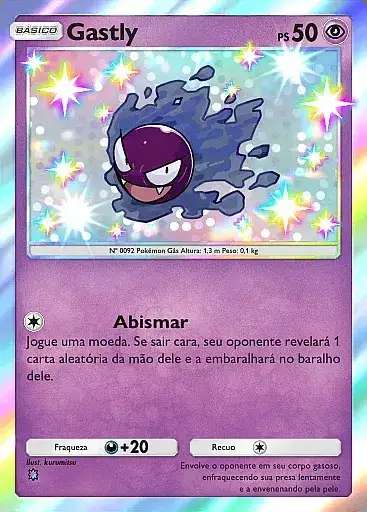 BÁSICO Gastly PS 50
Nº 0092 Pokémon Gás Altura: 1,3 m Peso: 0,1 kg
Abismar
Jogue uma moeda. Se sair cara, seu oponente revelará 1
carta aleatória da mão dele e a embaralhará no baralho
dele.
Fraqueza +20 Recuo
Ilust. kurumitsu
Envolve o oponente em seu corpo gasoso,
enfraquecendo sua presa lentamente
e a envenenando pela pele.